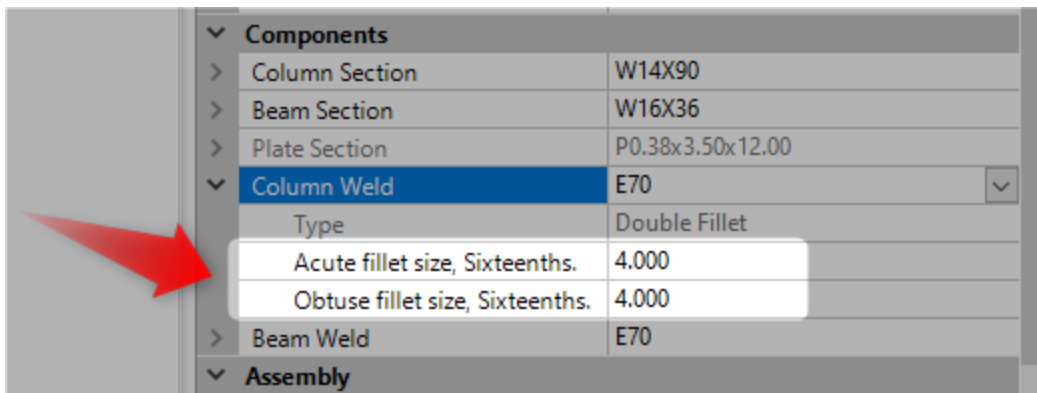 Components
Column Section W14X90
Beam Section W16X36
Plate Section P0.38x3.50x12.00
Column Weld E70
Type Double Fillet
Acute fillet size, Sixteenths. 4.000
Obtuse fillet size, Sixteenths. 4.000
Beam Weld E70
Assembly